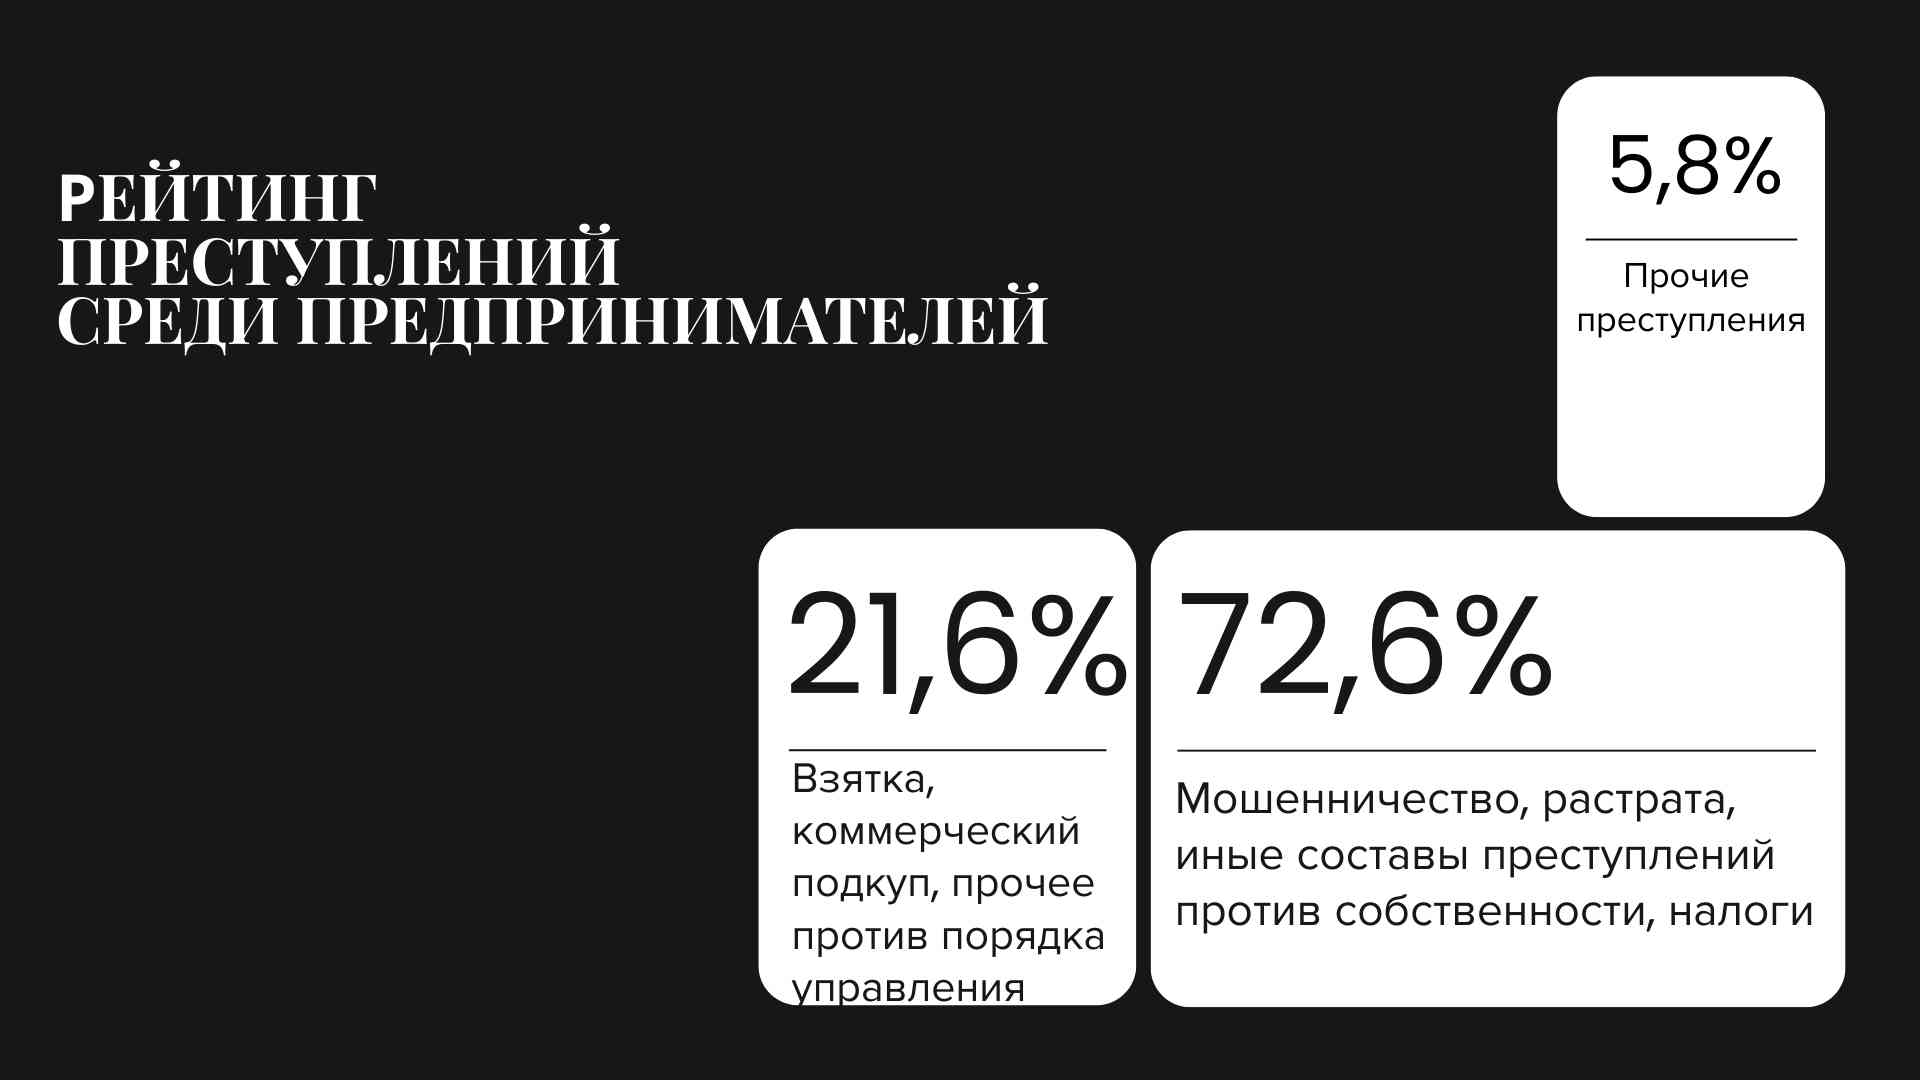 РЕЙТИНГ
ПРЕСТУПЛЕНИЙ
СРЕДИ ПРЕДПРИНИМАТЕЛЕЙ
5,8%
Прочие
преступления
21,6%
Взятка,
коммерческий
подкуп, прочее
против порядка
управления
72,6%
Мошенничество, растрата,
иные составы преступлений
против собственности, налоги